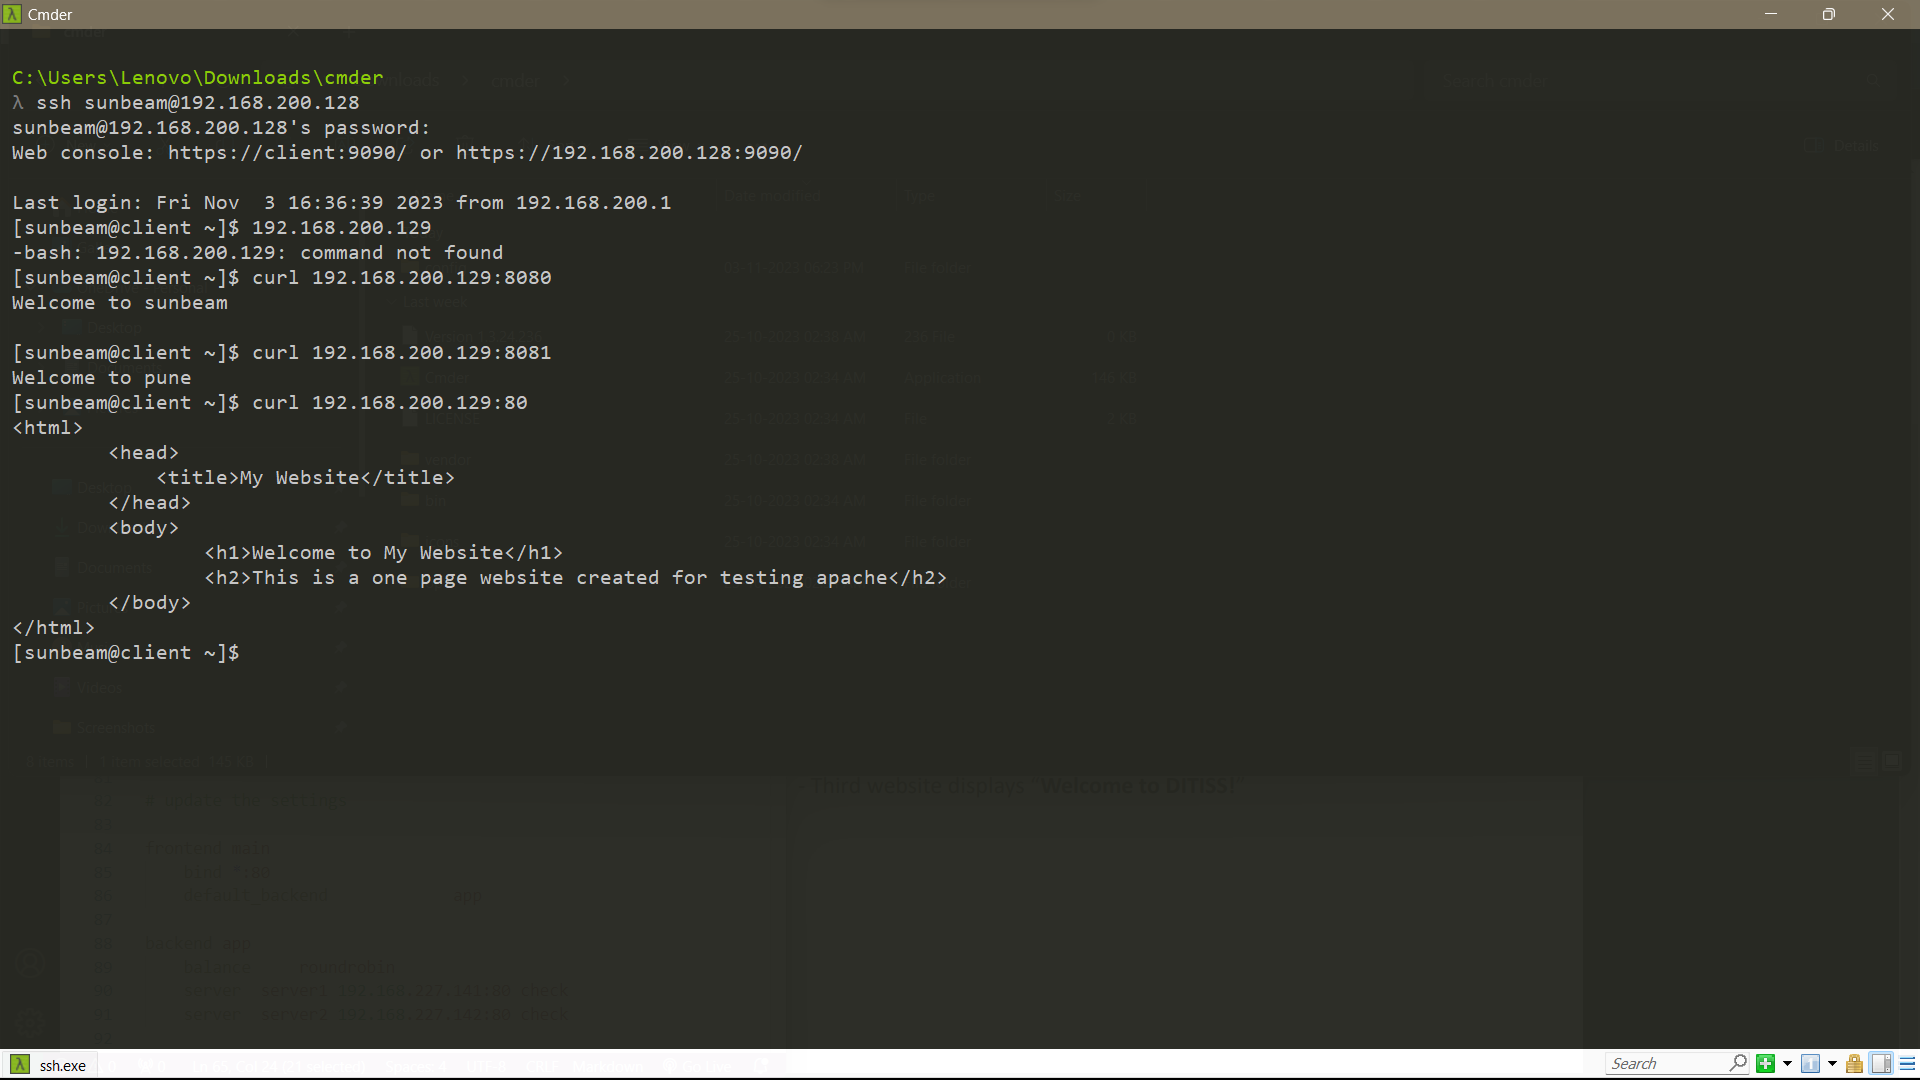 Cmder
C:\Users\Lenovo\Downloads\cmder
λ ssh sunbeam@192.168.200.128
sunbeam@192.168.200.128's password:
Web console: https://client:9090/ or https://192.168.200.128:9090/
Last login: Fri Nov  3 16:36:39 2023 from 192.168.200.1
[sunbeam@client ~]$ 192.168.200.129
-bash: 192.168.200.129: command not found
[sunbeam@client ~]$ curl 192.168.200.129:8080
Welcome to sunbeam
[sunbeam@client ~]$ curl 192.168.200.129:8081
Welcome to pune
[sunbeam@client ~]$ curl 192.168.200.129:80
<html>
        <head>
            <title>My Website</title>
        </head>
        <body>
                <h1>Welcome to My Website</h1>
                <h2>This is a one page website created for testing apache</h2>
        </body>
</html>
[sunbeam@client ~]$
- Third website displays "Welcome to DITISS!"
ssh.exe
Search